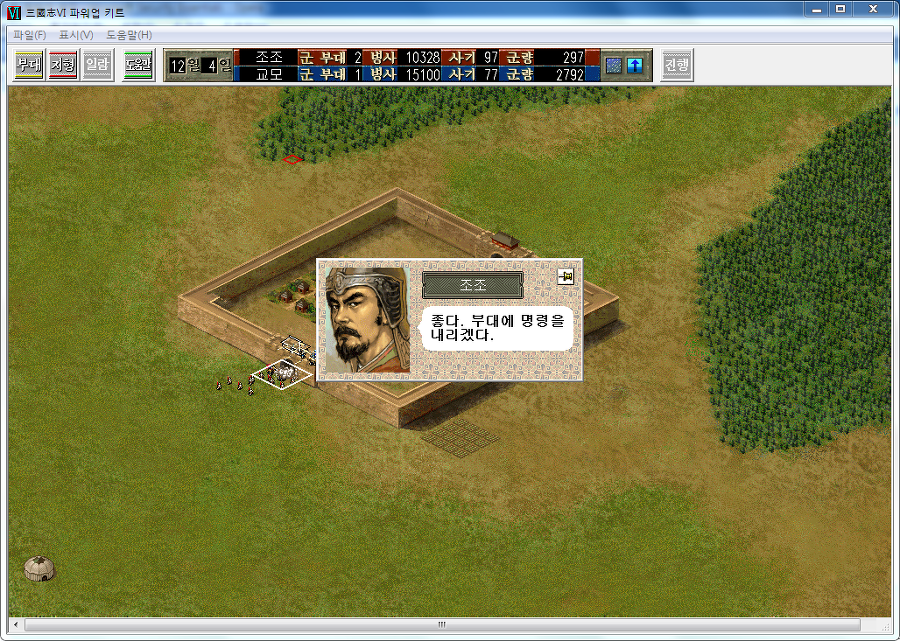 三國志VI 파워업 키트
파일(F) 표시(V) 도움말(H)
부대 지형 일람 도움말 12월 4일 조조 군 부대 2 병사 10328 사기 97 군량 297 진행
교모 군 부대 1 병사 15100 사기 77 군량 2792
조조
좋다. 부대에 명령을
내리겠다.